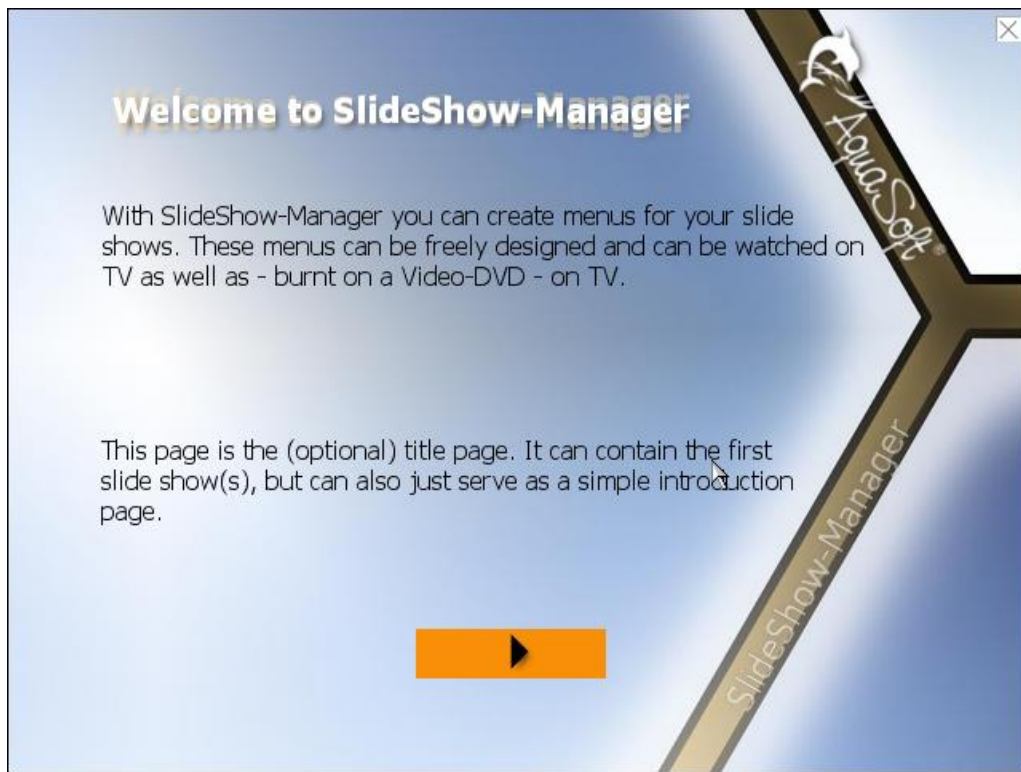 Welcome to SlideShow-Manager
AquaSoft®
With SlideShow-Manager you can create menus for your slide
shows. These menus can be freely designed and can be watched on
TV as well as - burnt on a Video-DVD - on TV.
This page is the (optional) title page. It can contain the first
slide show(s), but can also just serve as a simple introduction
page.
SlideShow-Manager